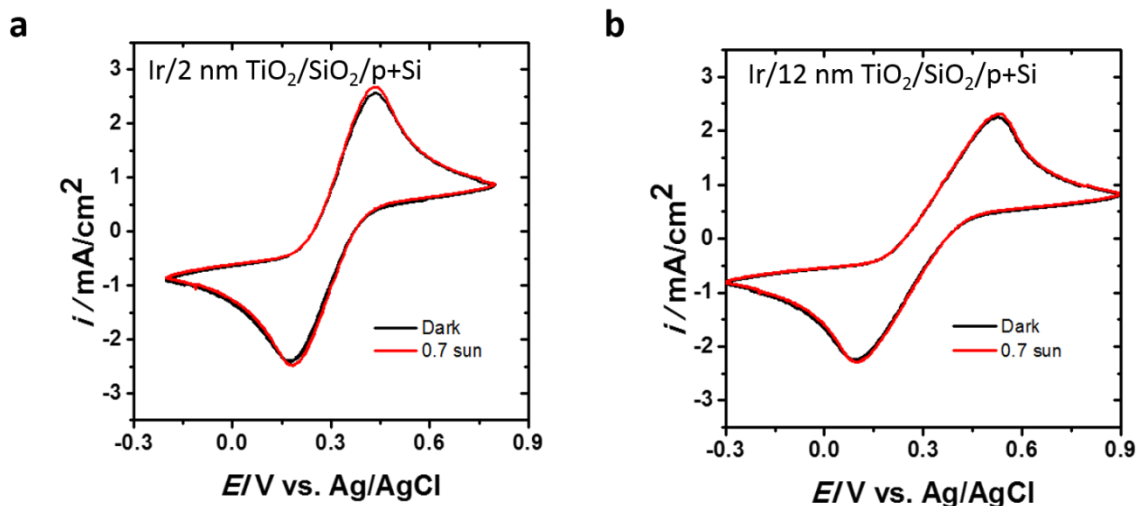 a
Ir/2 nm TiO₂/SiO₂/p+Si
3
2
1
0
-1
-2
-3
i /mA/cm²
Dark
0.7 sun
-0.3 0.0 0.3 0.6 0.9
E/V vs. Ag/AgCl
b
Ir/12 nm TiO₂/SiO₂/p+Si
3
2
1
0
-1
-2
-3
i /mA/cm²
Dark
0.7 sun
-0.3 0.0 0.3 0.6 0.9
E/V vs. Ag/AgCl